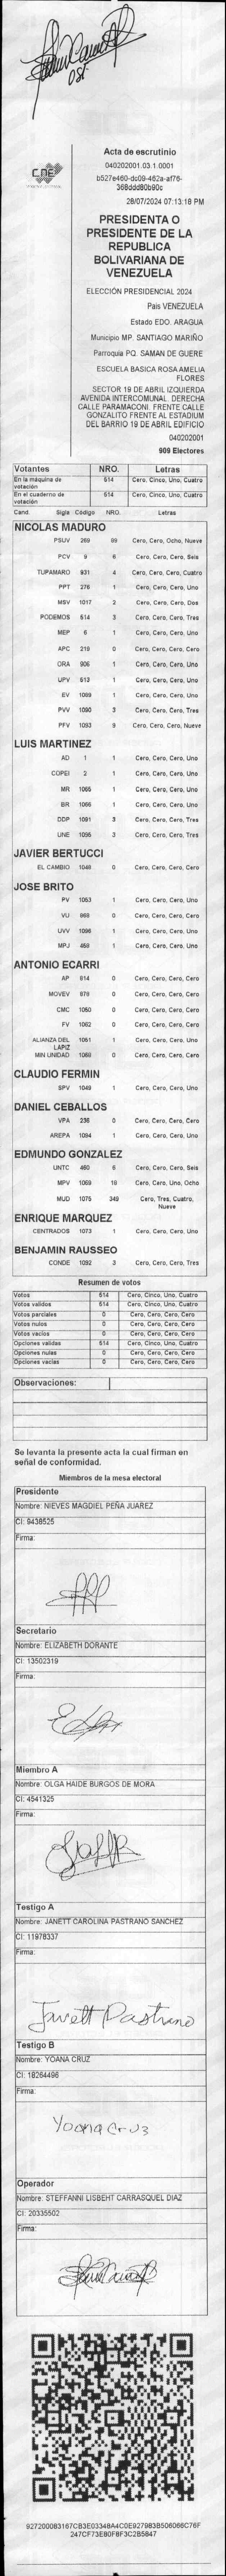 OSI
CNE
Acta de escrutinio
040202001.03.1.0001
b527e460-dc09-462a-af76-
368ddd80b90c
28/07/2024 07:13:18 PM
PRESIDENTA O
PRESIDENTE DE LA
REPUBLICA
BOLIVARIANA DE
VENEZUELA
ELECCIÓN PRESIDENCIAL 2024
Pais VENEZUELA
Estado EDO. ARAGUA
Municipio MP. SANTIAGO MARIÑO
Parroquia PQ. SAMAN DE GUERE
ESCUELA BASICA ROSA AMELIA
FLORES
SECTOR 19 DE ABRIL IZQUIERDA
AVENIDA INTERCOMUNAL. DERECHA
CALLE PARAMACONI. FRENTE CALLE
GONZALITO FRENTE AL ESTADIUM
DEL BARRIO 19 DE ABRIL EDIFICIO
040202001
909 Electores
Votantes NRO. Letras
En la máquina de votación 514 Cero, Cinco, Uno, Cuatro
En el cuaderno de votación 514 Cero, Cinco, Uno, Cuatro
Cand. Sigla Código NRO. Letras
NICOLAS MADURO
PSUV 269 89 Cero, Cero, Ocho, Nueve
PCV 9 6 Cero, Cero, Cero, Seis
TUPAMARO 931 4 Cero, Cero, Cero, Cuatro
PPT 276 1 Cero, Cero, Cero, Uno
MSV 1017 2 Cero, Cero, Cero, Dos
PODEMOS 514 3 Cero, Cero, Cero, Tres
MEP 6 1 Cero, Cero, Cero, Uno
APC 219 0 Cero, Cero, Cero, Cero
ORA 906 1 Cero, Cero, Cero, Uno
UPV 513 1 Cero, Cero, Cero, Uno
EV 1089 1 Cero, Cero, Cero, Uno
PVV 1090 3 Cero, Cero, Cero, Tres
PFV 1093 9 Cero, Cero, Cero, Nueve
LUIS MARTINEZ
AD 1 1 Cero, Cero, Cero, Uno
COPEI 2 1 Cero, Cero, Cero, Uno
MR 1065 1 Cero, Cero, Cero, Uno
BR 1066 1 Cero, Cero, Cero, Uno
DDP 1091 3 Cero, Cero, Cero, Tres
UNE 1095 3 Cero, Cero, Cero, Tres
JAVIER BERTUCCI
EL CAMBIO 1048 0 Cero, Cero, Cero, Cero
JOSE BRITO
PV 1053 1 Cero, Cero, Cero, Uno
VU 969 0 Cero, Cero, Cero, Cero
UVV 1096 1 Cero, Cero, Cero, Uno
MPJ 459 1 Cero, Cero, Cero, Uno
ANTONIO ECARRI
AP 814 0 Cero, Cero, Cero, Cero
MOVEV 879 0 Cero, Cero, Cero, Cero
CMC 1050 0 Cero, Cero, Cero, Cero
FV 1062 0 Cero, Cero, Cero, Cero
ALIANZA DEL LAPIZ 1051 1 Cero, Cero, Cero, Uno
MIN UNIDAD 1068 0 Cero, Cero, Cero, Cero
CLAUDIO FERMIN
SPV 1049 1 Cero, Cero, Cero, Uno
DANIEL CEBALLOS
VPA 236 0 Cero, Cero, Cero, Cero
AREPA 1094 1 Cero, Cero, Cero, Uno
EDMUNDO GONZALEZ
UNTC 460 6 Cero, Cero, Cero, Seis
MPV 1069 18 Cero, Cero, Uno, Ocho
MUD 1075 349 Cero, Tres, Cuatro,
Nueve
ENRIQUE MARQUEZ
CENTRADOS 1073 1 Cero, Cero, Cero, Uno
BENJAMIN RAUSSEO
CONDE 1092 3 Cero, Cero, Cero, Tres
Resumen de votos
Votos 514 Cero, Cinco, Uno, Cuatro
Votos validos 514 Cero, Cinco, Uno, Cuatro
Votos parciales 0 Cero, Cero, Cero, Cero
Votos nulos 0 Cero, Cero, Cero, Cero
Votos vacios 0 Cero, Cero, Cero, Cero
Opciones validas 514 Cero, Cinco, Uno, Cuatro
Opciones nulas 0 Cero, Cero, Cero, Cero
Opciones vacias 0 Cero, Cero, Cero, Cero
Observaciones:
Se levanta la presente acta la cual firman en
señal de conformidad.
Miembros de la mesa electoral
Presidente
Nombre: NIEVES MAGDIEL PEÑA JUAREZ
CI: 9438525
Firma:
Secretario
Nombre: ELIZABETH DORANTE
CI: 13502319
Firma:
Miembro A
Nombre: OLGA HAIDE BURGOS DE MORA
CI: 4541325
Firma:
Testigo A
Nombre: JANETT CAROLINA PASTRANO SANCHEZ
CI: 11978337
Firma:
Janett Pastrano
Testigo B
Nombre: YOANA CRUZ
CI: 18264496
Firma:
Yoana Cruz
Operador
Nombre: STEFFANNI LISBEHT CARRASQUEL DIAZ
CI: 20335502
Firma:
927200083167CB3E03348A4C0E927983B506066C76F
247CF73E80F8F3C2B5847